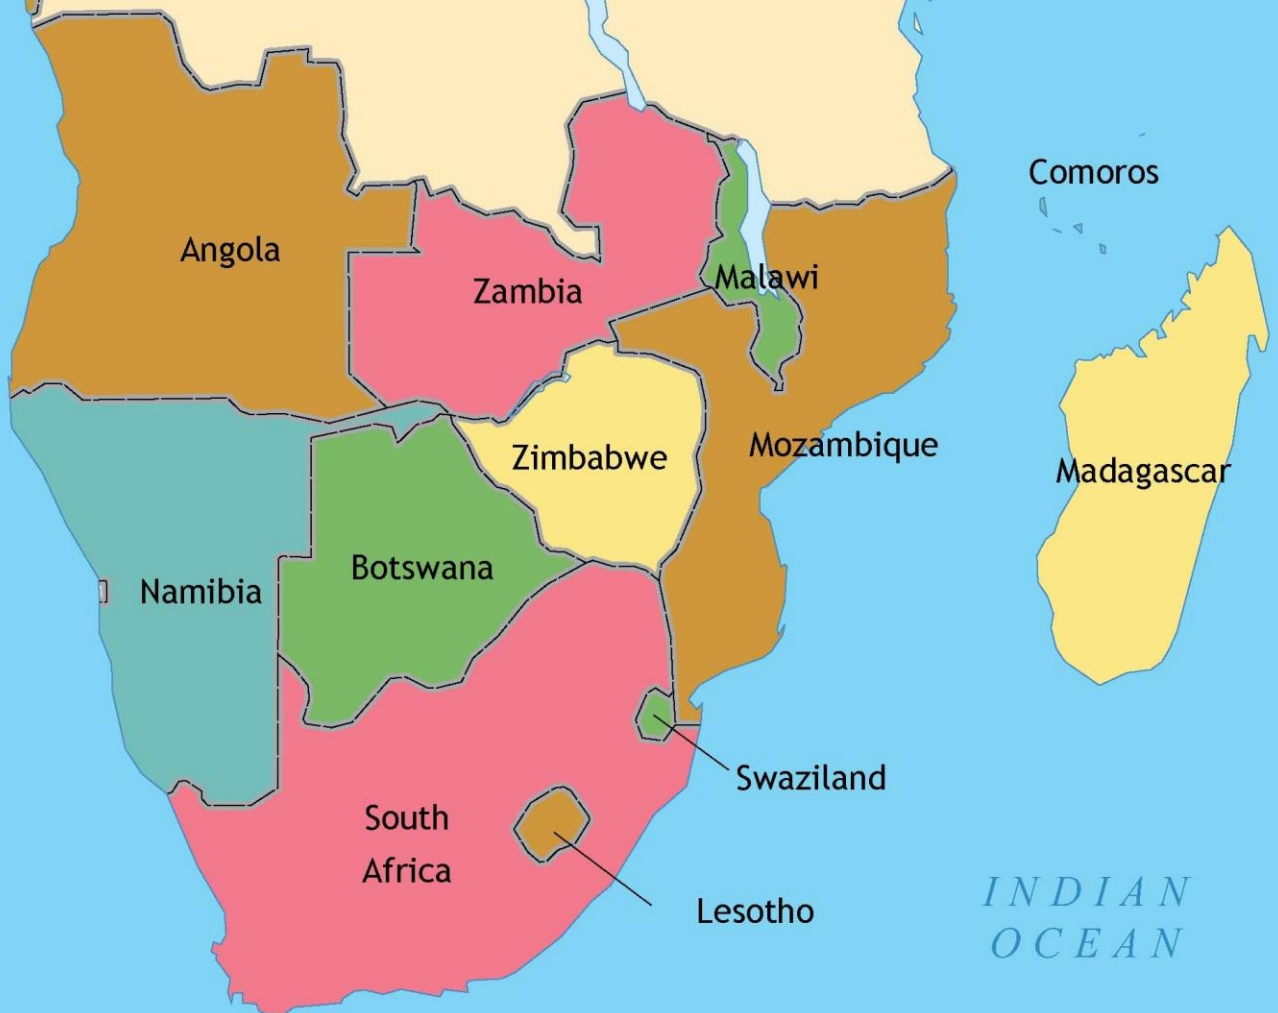 Comoros
Angola
Zambia
Malawi
Mozambique
Zimbabwe
Madagascar
Botswana
Namibia
Swaziland
South
Africa
Lesotho
INDIAN
OCEAN